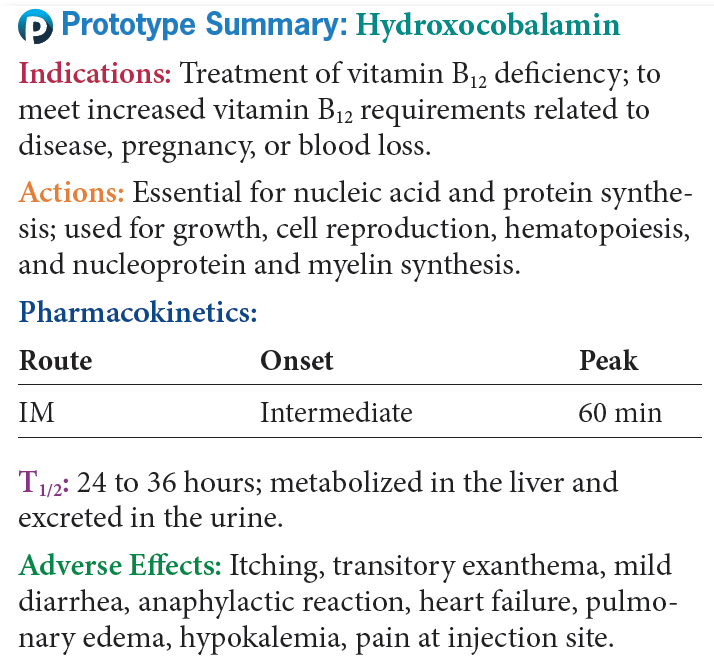 P Prototype Summary: Hydroxocobalamin
Indications: Treatment of vitamin B₁₂ deficiency; to
meet increased vitamin B₁₂ requirements related to
disease, pregnancy, or blood loss.
Actions: Essential for nucleic acid and protein synthe-
sis; used for growth, cell reproduction, hematopoiesis,
and nucleoprotein and myelin synthesis.
Pharmacokinetics:
Route Onset Peak
IM Intermediate 60 min
T₁/₂: 24 to 36 hours; metabolized in the liver and
excreted in the urine.
Adverse Effects: Itching, transitory exanthema, mild
diarrhea, anaphylactic reaction, heart failure, pulmo-
nary edema, hypokalemia, pain at injection site.